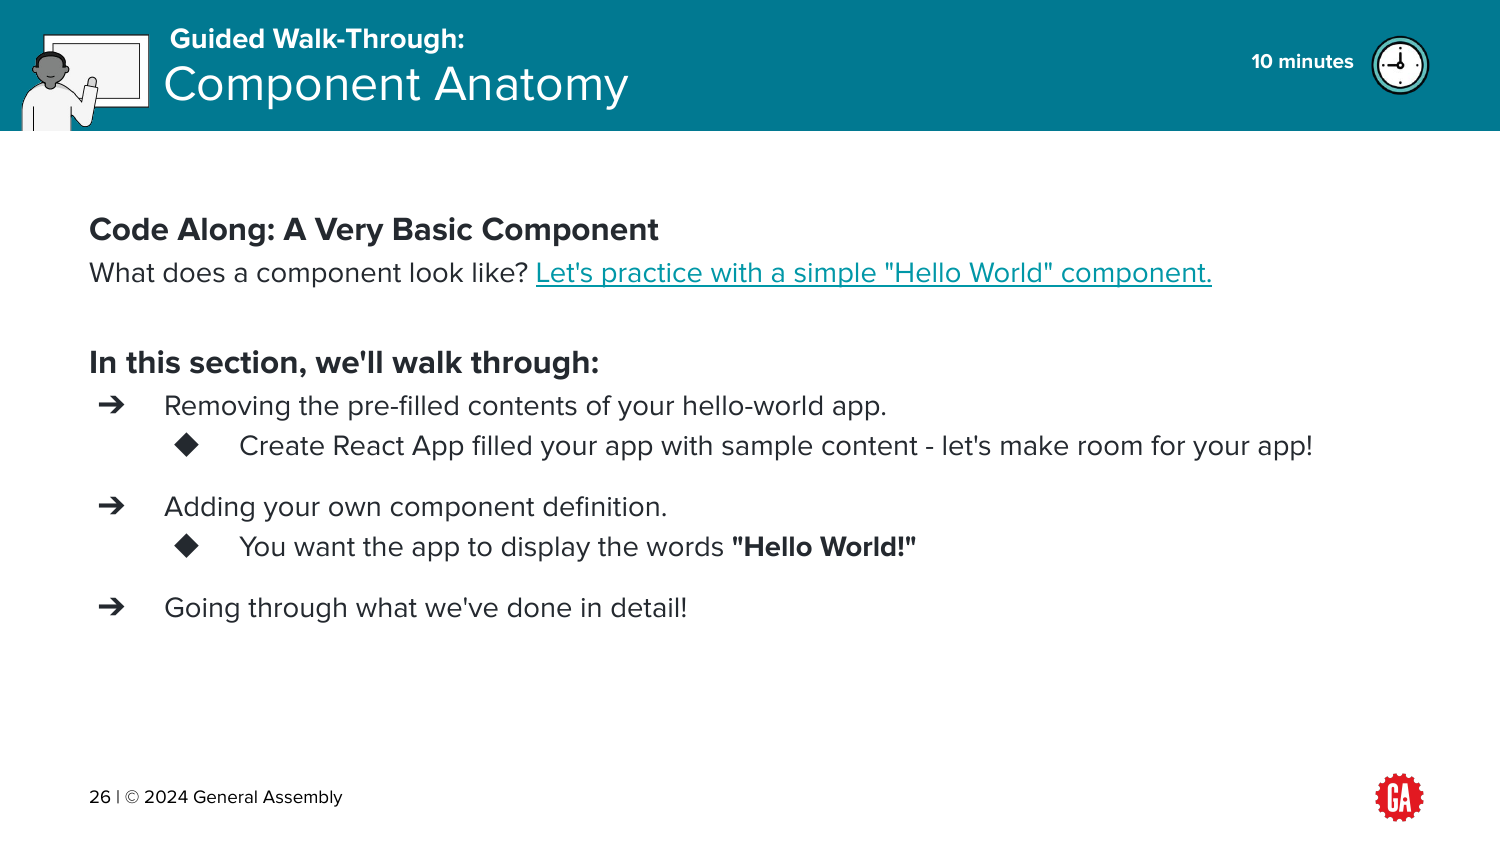 Guided Walk-Through:
Component Anatomy
10 minutes
Code Along: A Very Basic Component
What does a component look like? Let's practice with a simple "Hello World" component.
In this section, we'll walk through:
➔ Removing the pre-filled contents of your hello-world app.
◆ Create React App filled your app with sample content - let's make room for your app!
➔ Adding your own component definition.
◆ You want the app to display the words "Hello World!"
➔ Going through what we've done in detail!
26 | © 2024 General Assembly
GA